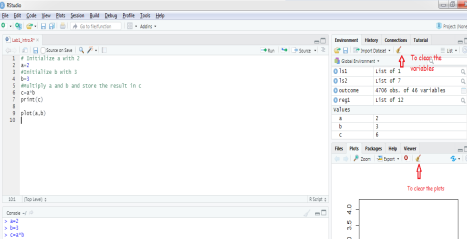 RStudio
File Edit Code View Plots Session Build Debug Profile Tools Help
Go to file/function
Addins
Project: (None)
Source on Save
Run
Source
1 # Initialize a with 2
2 a=2
3 #Initialize b with 3
4 b=3
5 #Multiply a and b store the result in c
6 c=a*b
7 print(c)
8
9 plot(a,b)
10
10:1 (Top Level)
R Script
Console
> a=2
> b=3
> c=a*b
Environment History Connections Tutorial
Import Dataset
List
Global Environment
To clear the
variables
ls1 List of 1
ls2 List of 7
outcome 4706 obs. of 46 variables
reg1 List of 12
values
a 2
b 3
c 6
Files Plots Packages Help Viewer
Zoom Export
To clear the plots
4.0
3.5